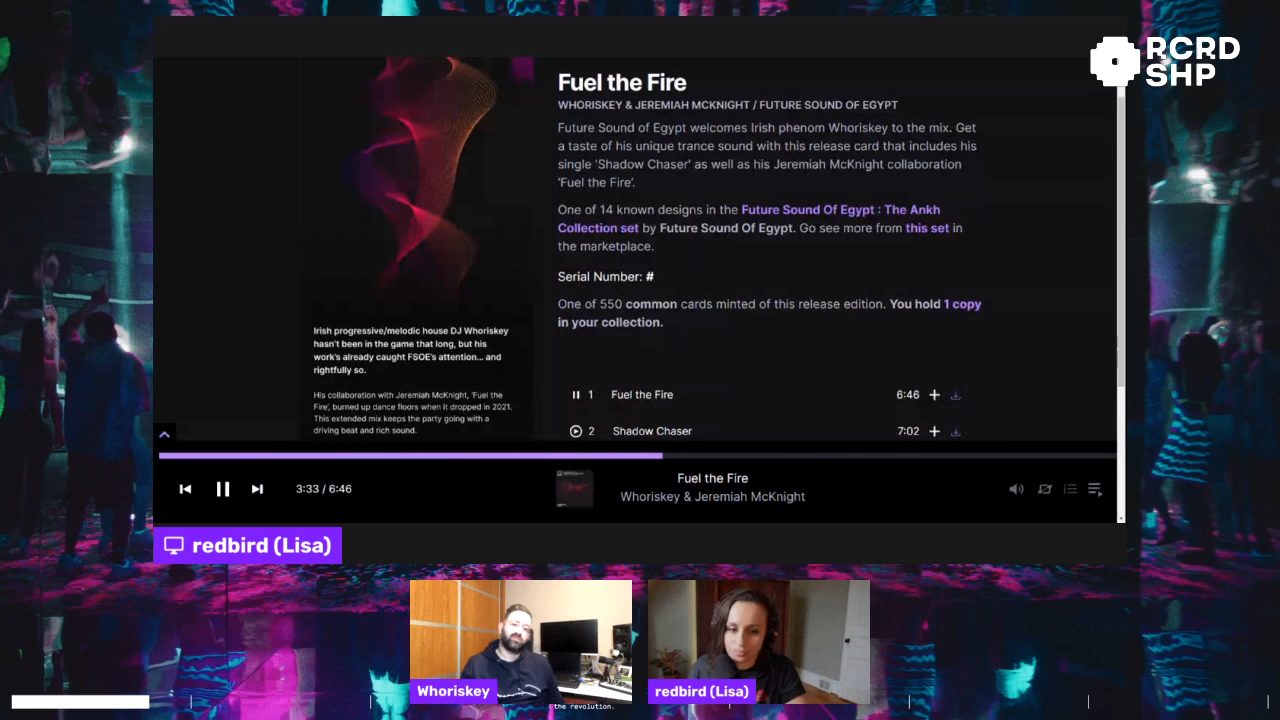 RCRD
SHP
Fuel the Fire
WHORISKEY & JEREMIAH MCKNIGHT / FUTURE SOUND OF EGYPT
Future Sound of Egypt welcomes Irish phenom Whoriskey to the mix. Get
a taste of his unique trance sound with this release card that includes his
single 'Shadow Chaser' as well as his Jeremiah McKnight collaboration
'Fuel the Fire'.
One of 14 known designs in the Future Sound Of Egypt : The Ankh
Collection set by Future Sound Of Egypt. Go see more from this set in
the marketplace.
Serial Number: #
One of 550 common cards minted of this release edition. You hold 1 copy
in your collection.
Irish progressive/melodic house DJ Whoriskey
hasn't been in the game that long, but his
work's already caught FSOE's attention... and
rightfully so.
His collaboration with Jeremiah McKnight, 'Fuel the
Fire', burned up dance floors when it dropped in 2021.
This extended mix keeps the party going with a
driving beat and rich sound.
1 Fuel the Fire 6:46 +
2 Shadow Chaser 7:02 +
3:33 / 6:46
Fuel the Fire
Whoriskey & Jeremiah McKnight
redbird (Lisa)
Whoriskey
redbird (Lisa)
the revolution.